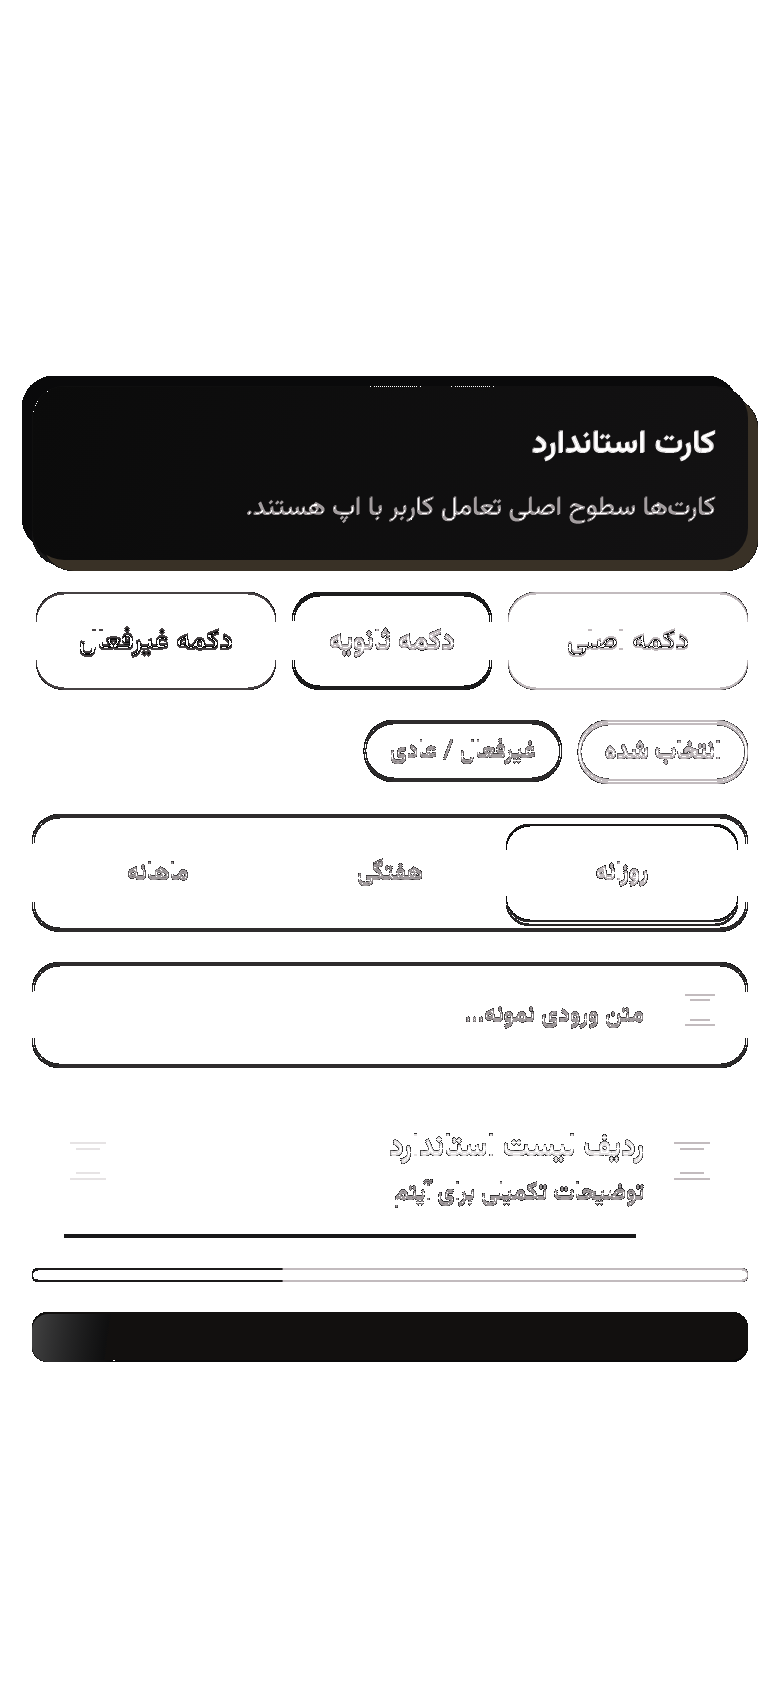 کارت استاندارد
کارت‌ها سطوح اصلی تعامل کاربر با اپ هستند.
دکمه اصلی
دکمه ثانویه
دکمه غیرفعال
انتخاب شده
غیرفعال / عادی
روزانه
هفتگی
ماهانه
متن ورودی نمونه...
ردیف لیست استاندارد
توضیحات تکمیلی برای آیتم